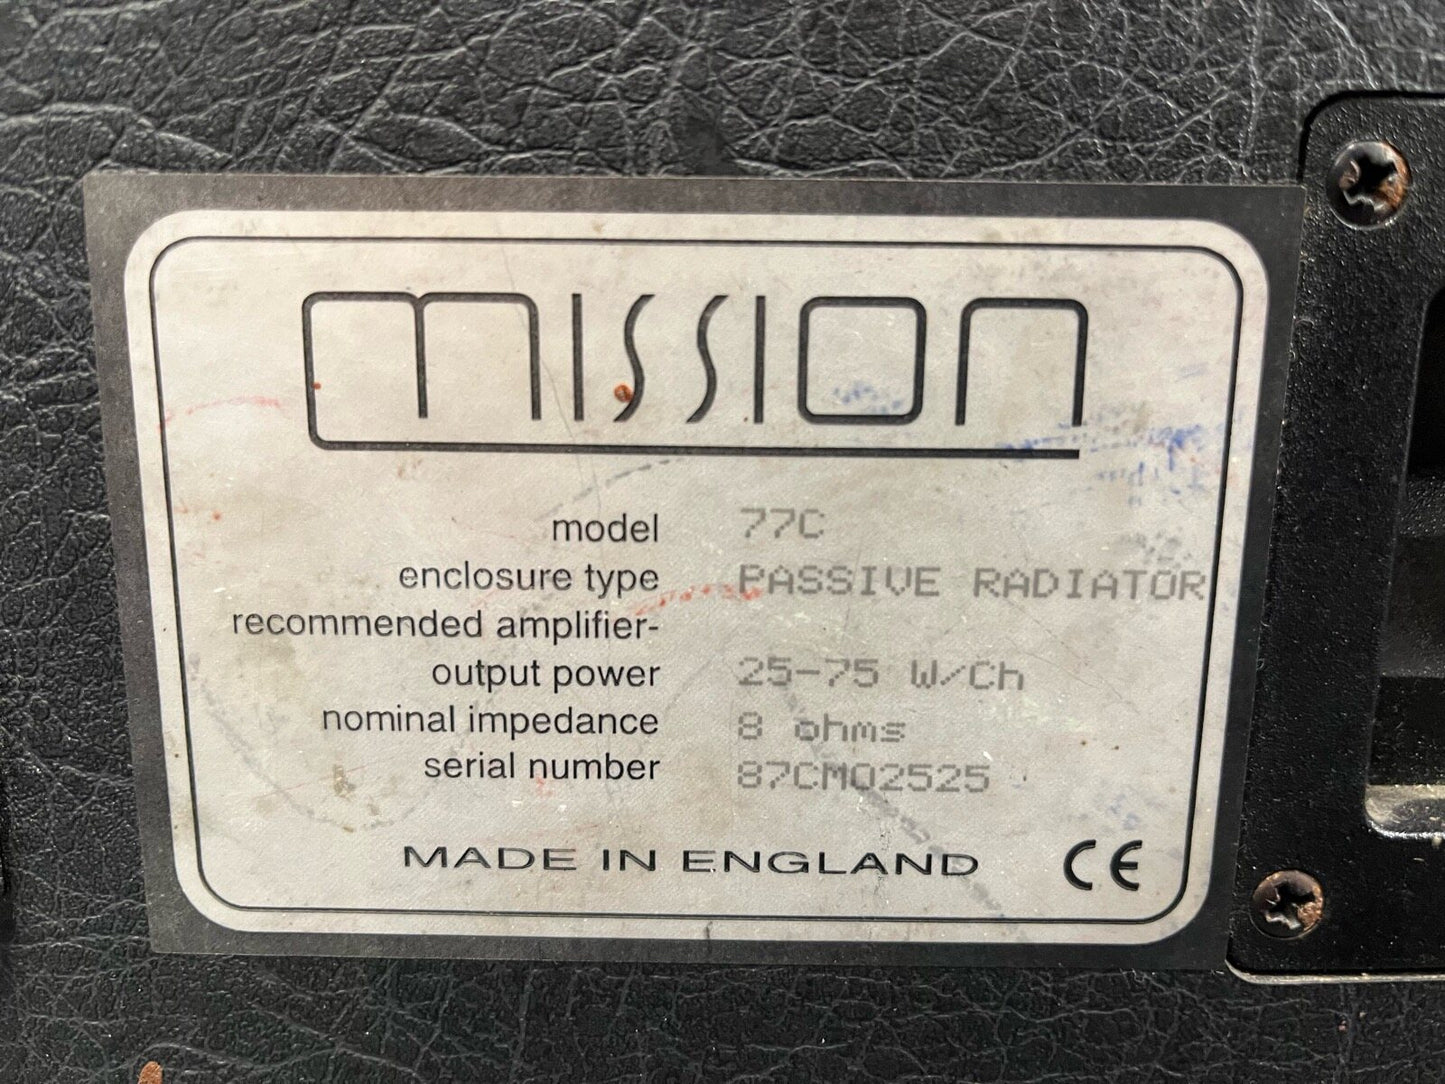 mission
model 77C
enclosure type PASSIVE RADIATOR
recommended amplifier-
output power 25-75 W/Ch
nominal impedance 8 ohms
serial number 87CM02525
MADE IN ENGLAND CE